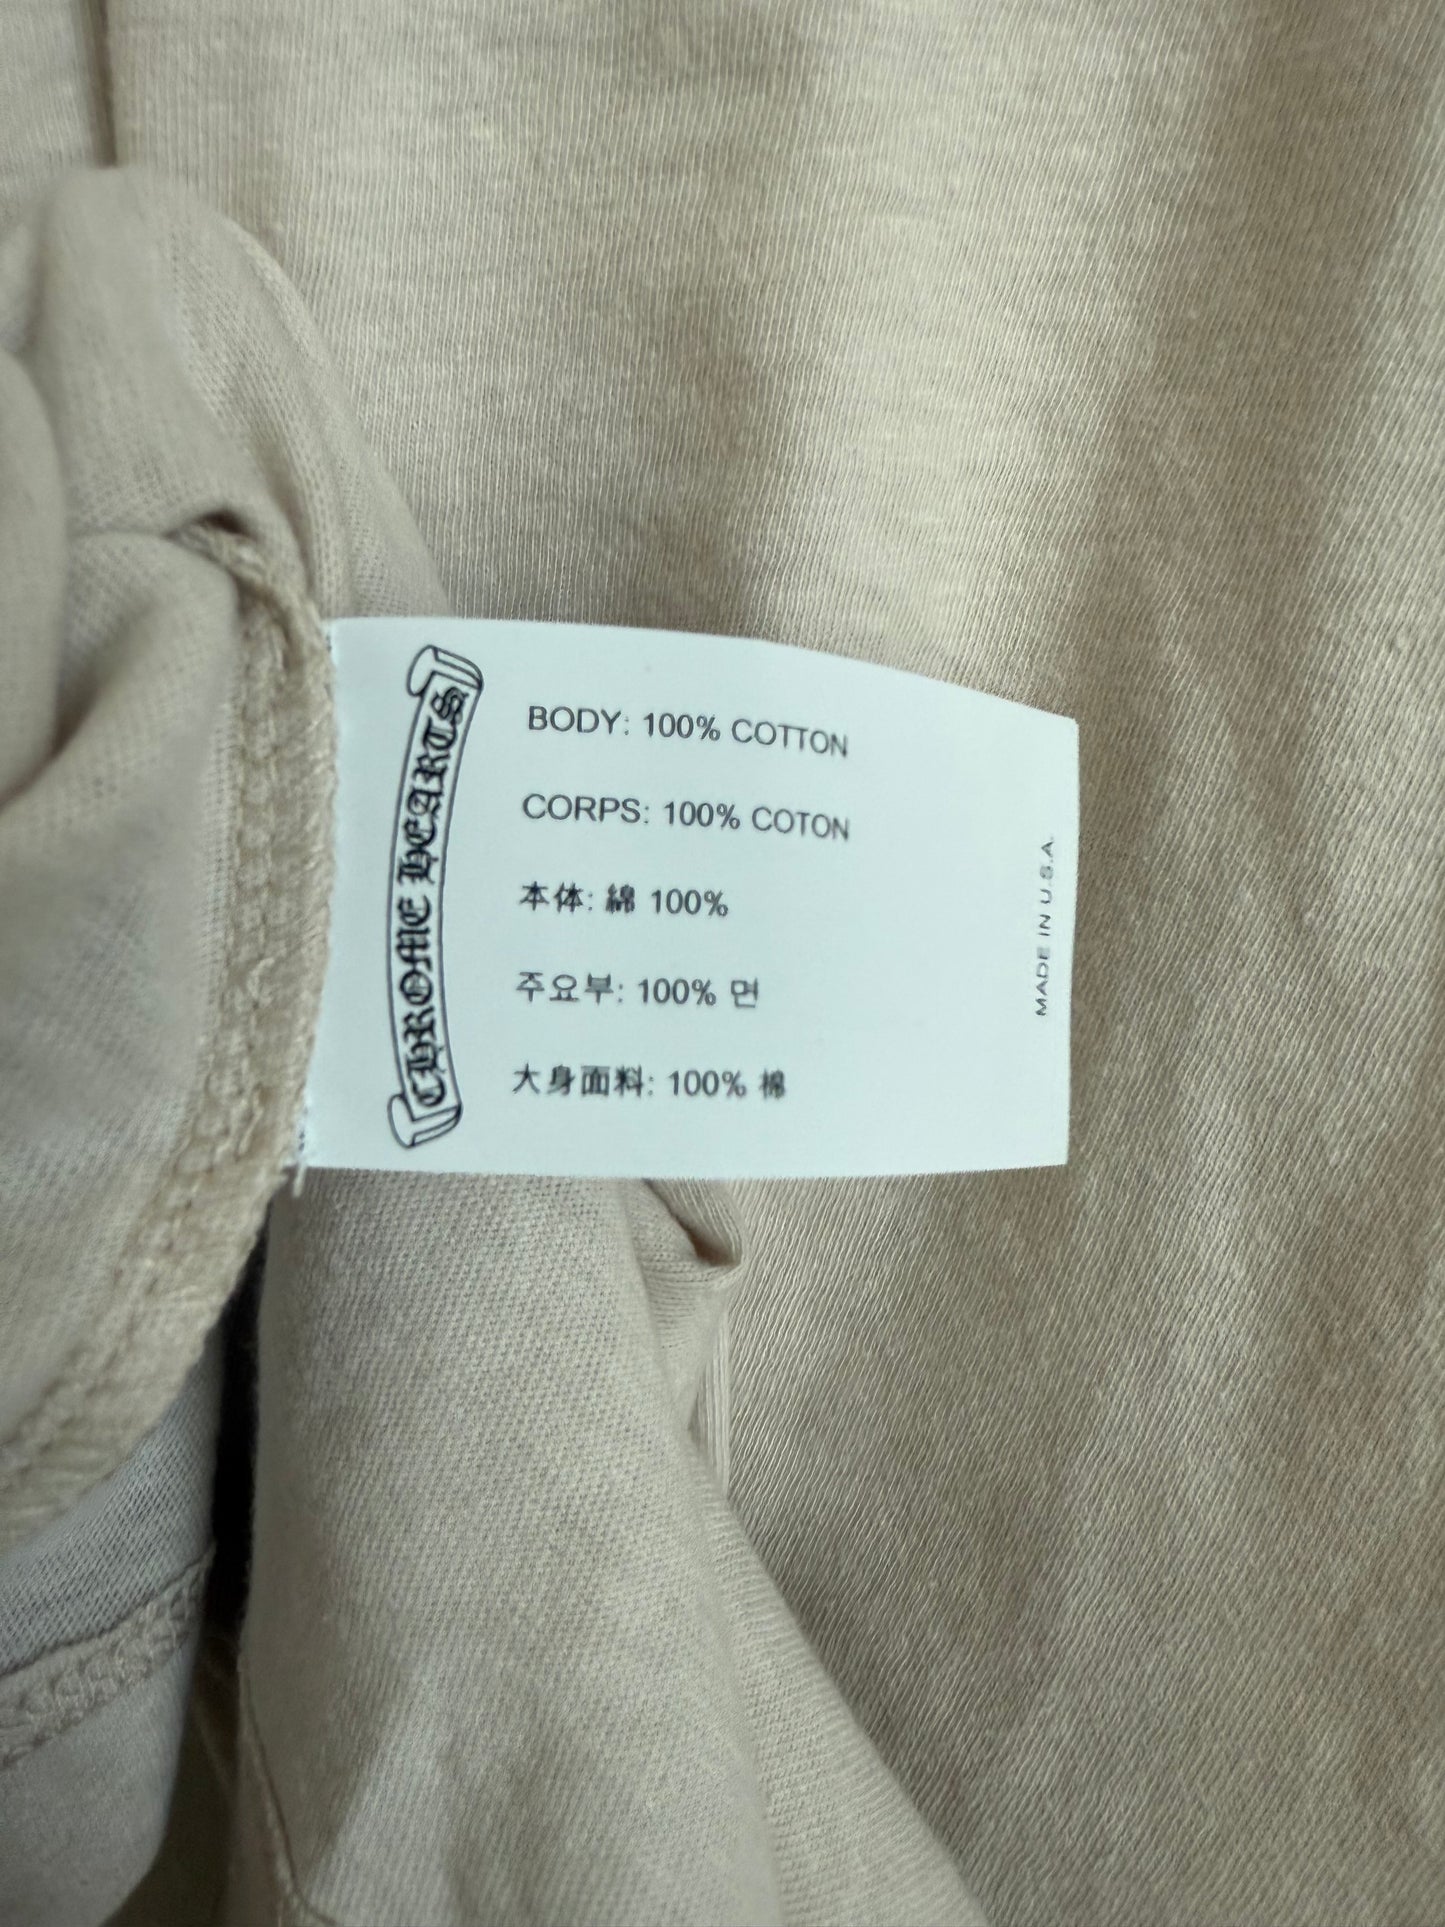 CHROME HEARTS
BODY: 100% COTTON
CORPS: 100% COTON
本体: 綿 100%
주요부: 100% 면
大身面料: 100% 棉
MADE IN U.S.A.